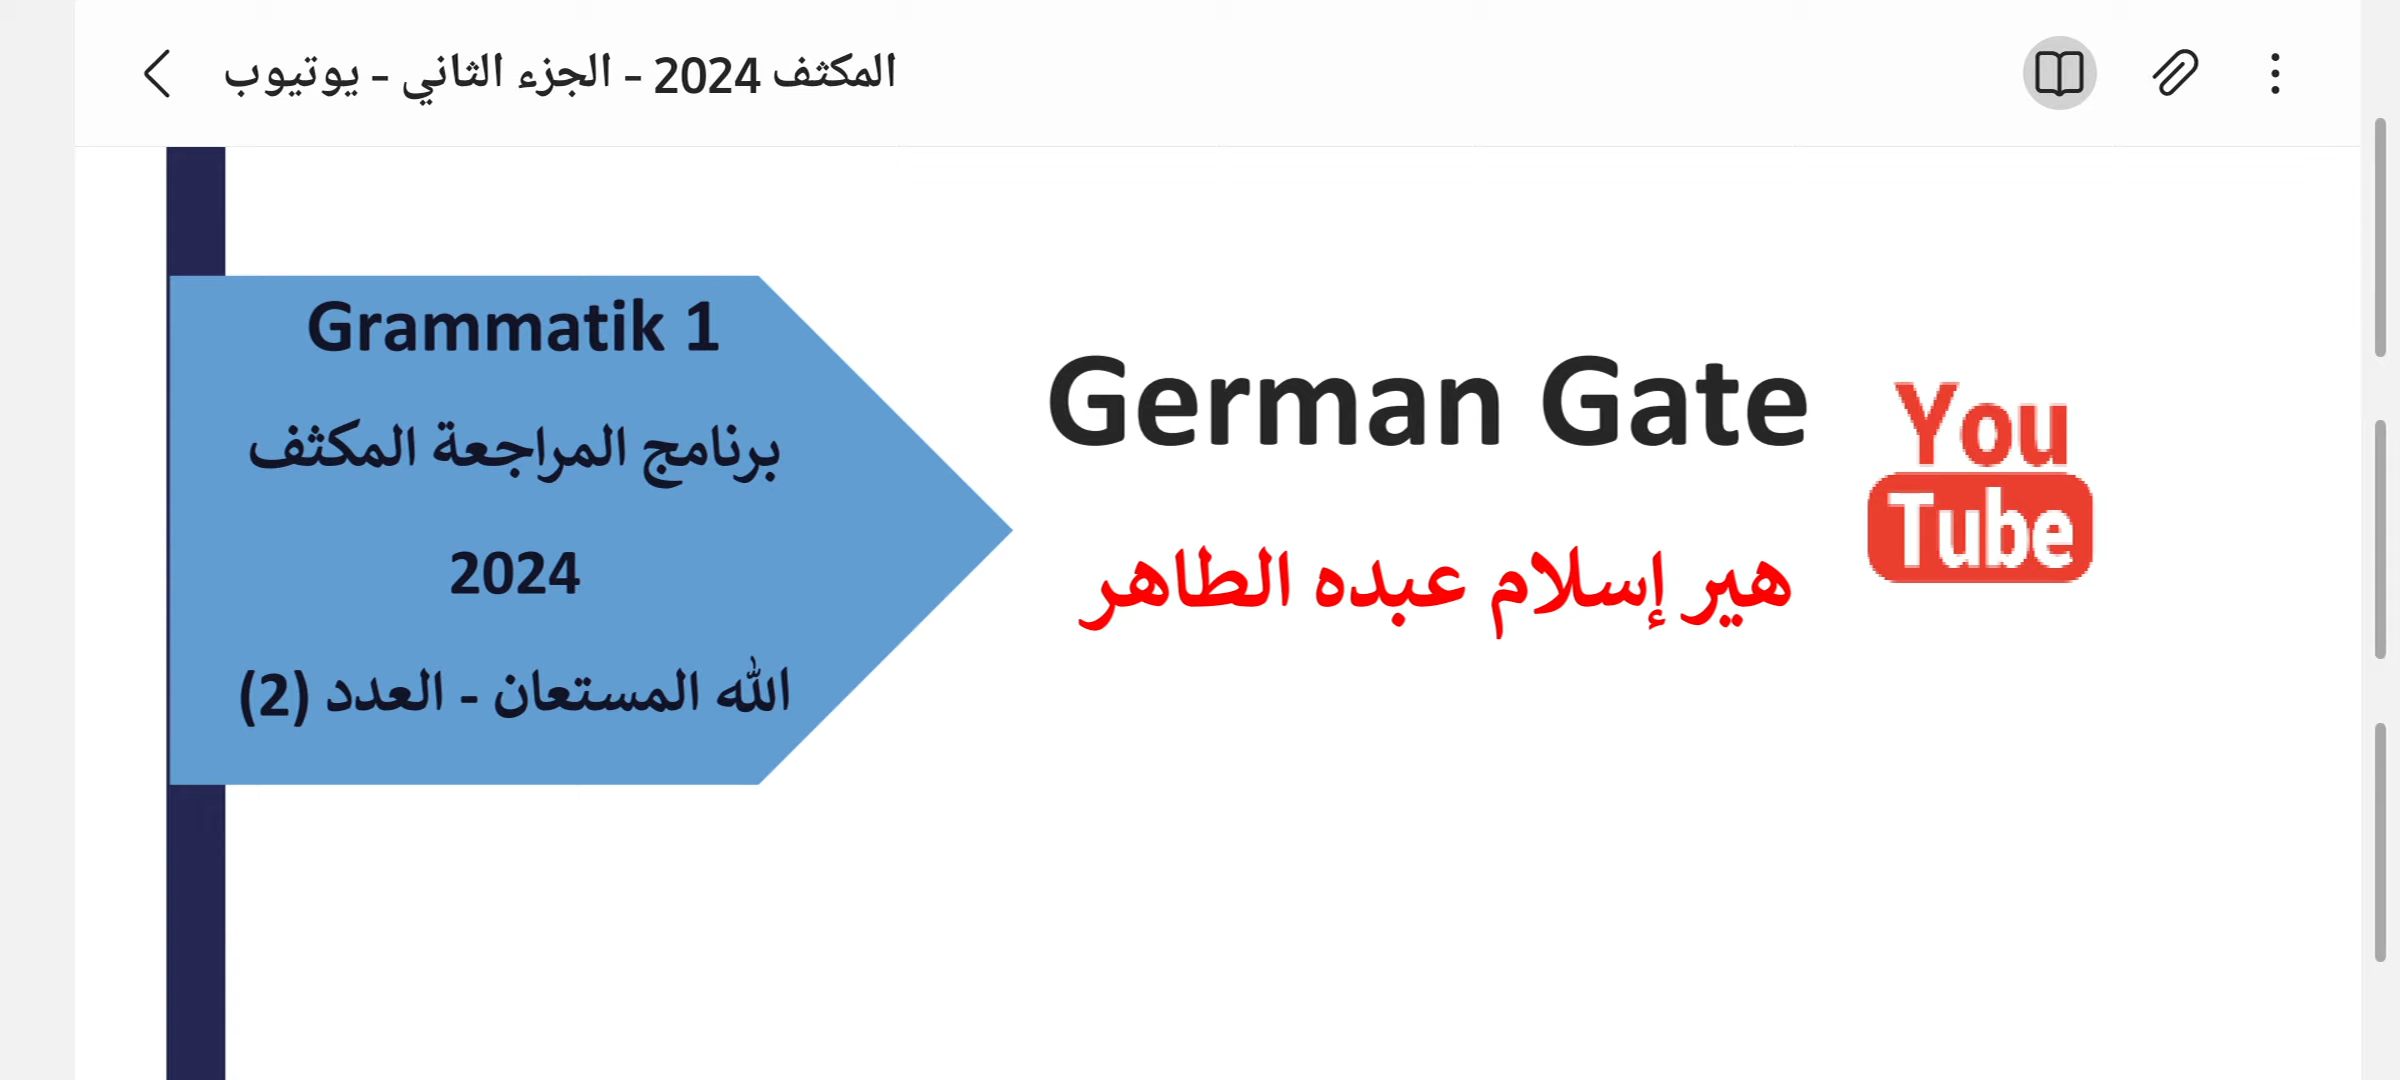 المكثف 2024 - الجزء الثاني - يوتيوب
Grammatik 1
برنامج المراجعة المكثف
2024
الله المستعان - العدد (2)
German Gate
هير إسلام عبده الطاهر
You
Tube